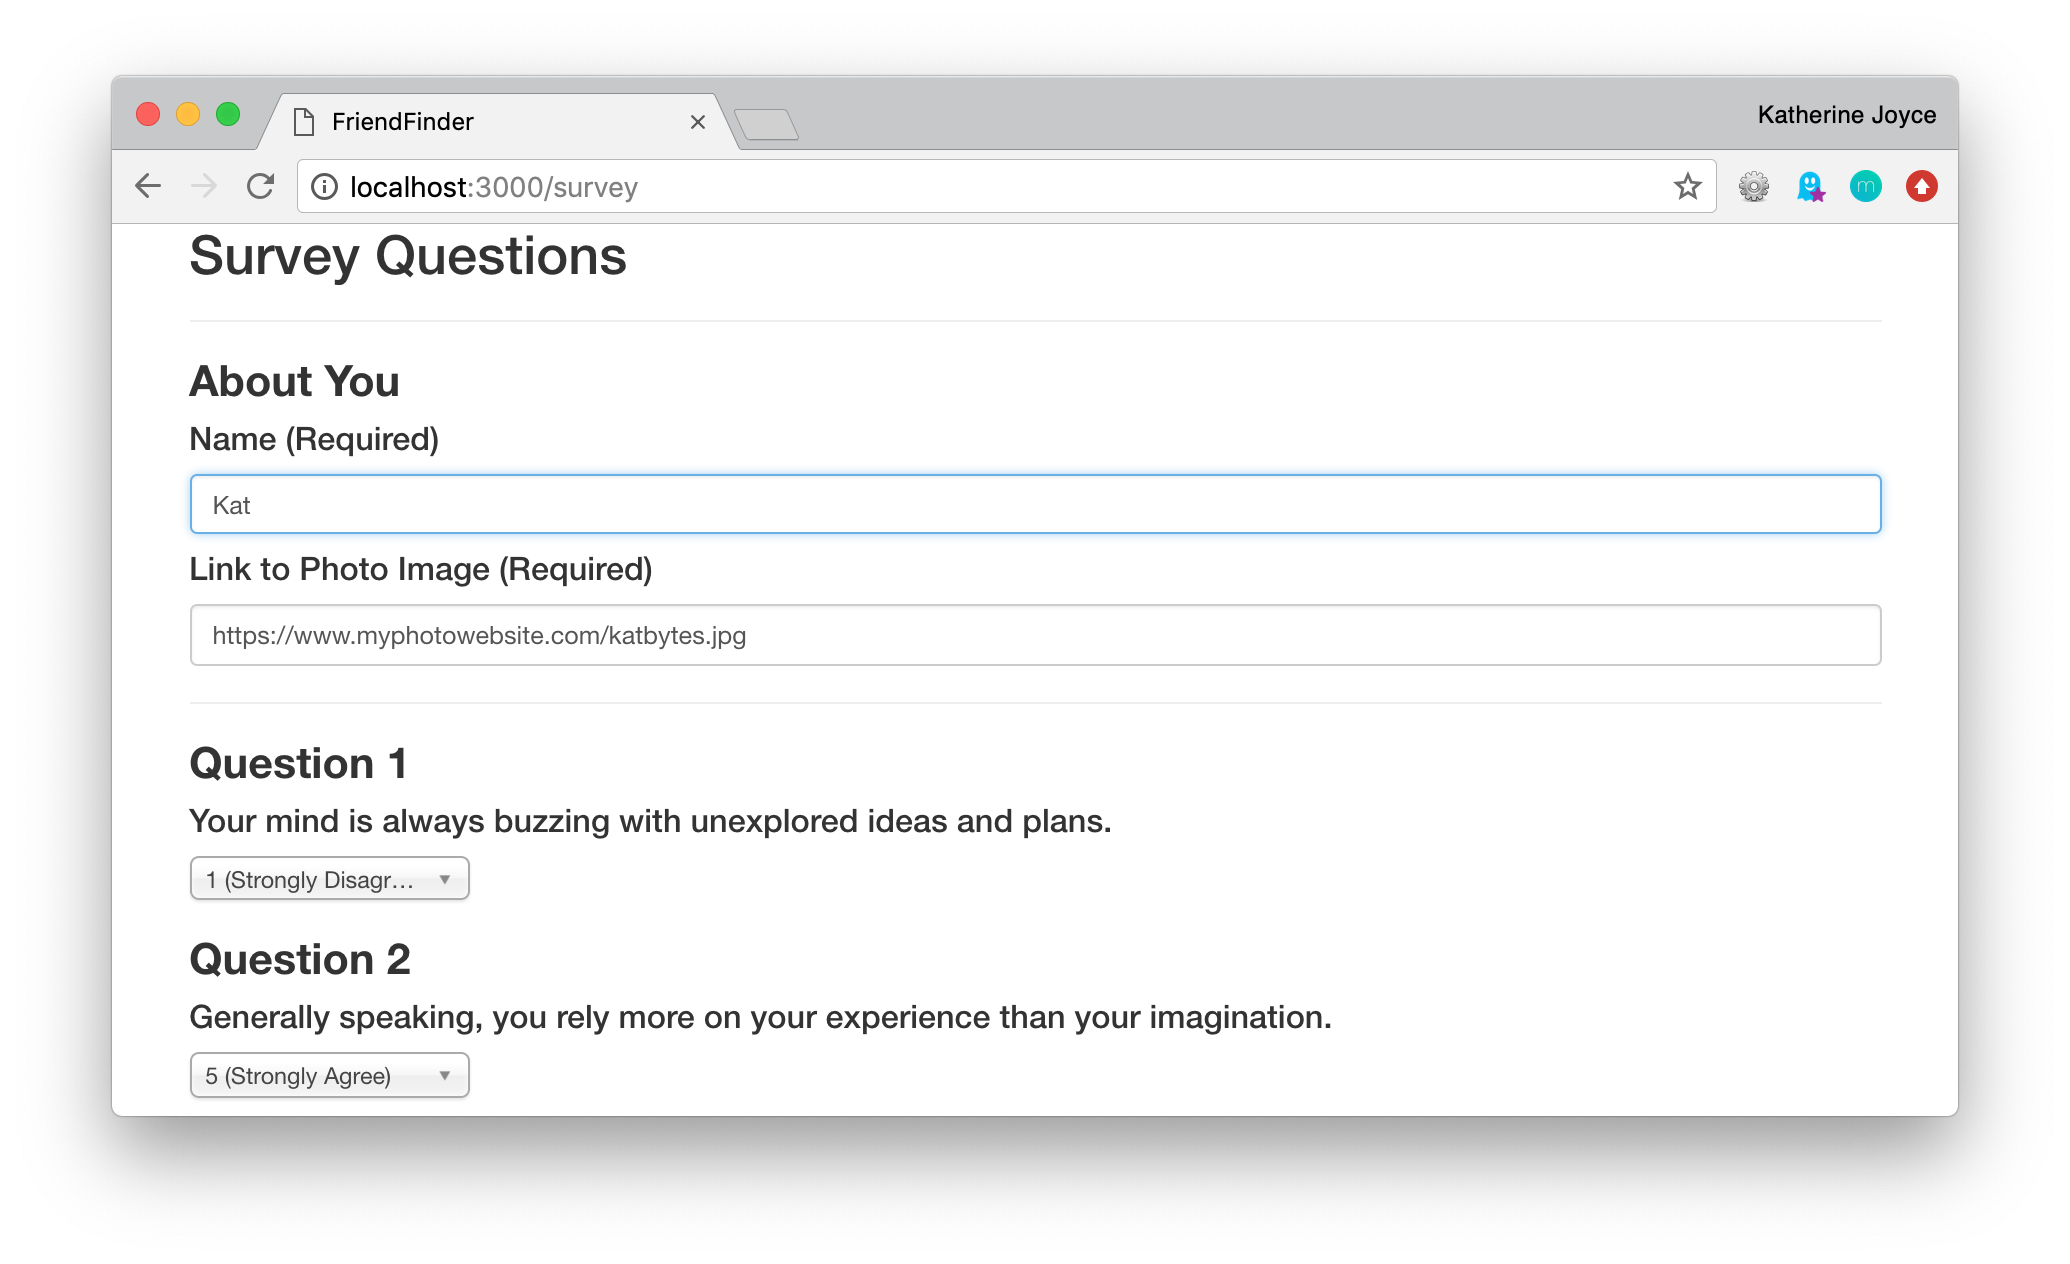 FriendFinder
Katherine Joyce
localhost:3000/survey
m
Survey Questions
About You
Name (Required)
Kat
Link to Photo Image (Required)
https://www.myphotowebsite.com/katbytes.jpg
Question 1
Your mind is always buzzing with unexplored ideas and plans.
1 (Strongly Disagr...
Question 2
Generally speaking, you rely more on your experience than your imagination.
5 (Strongly Agree)